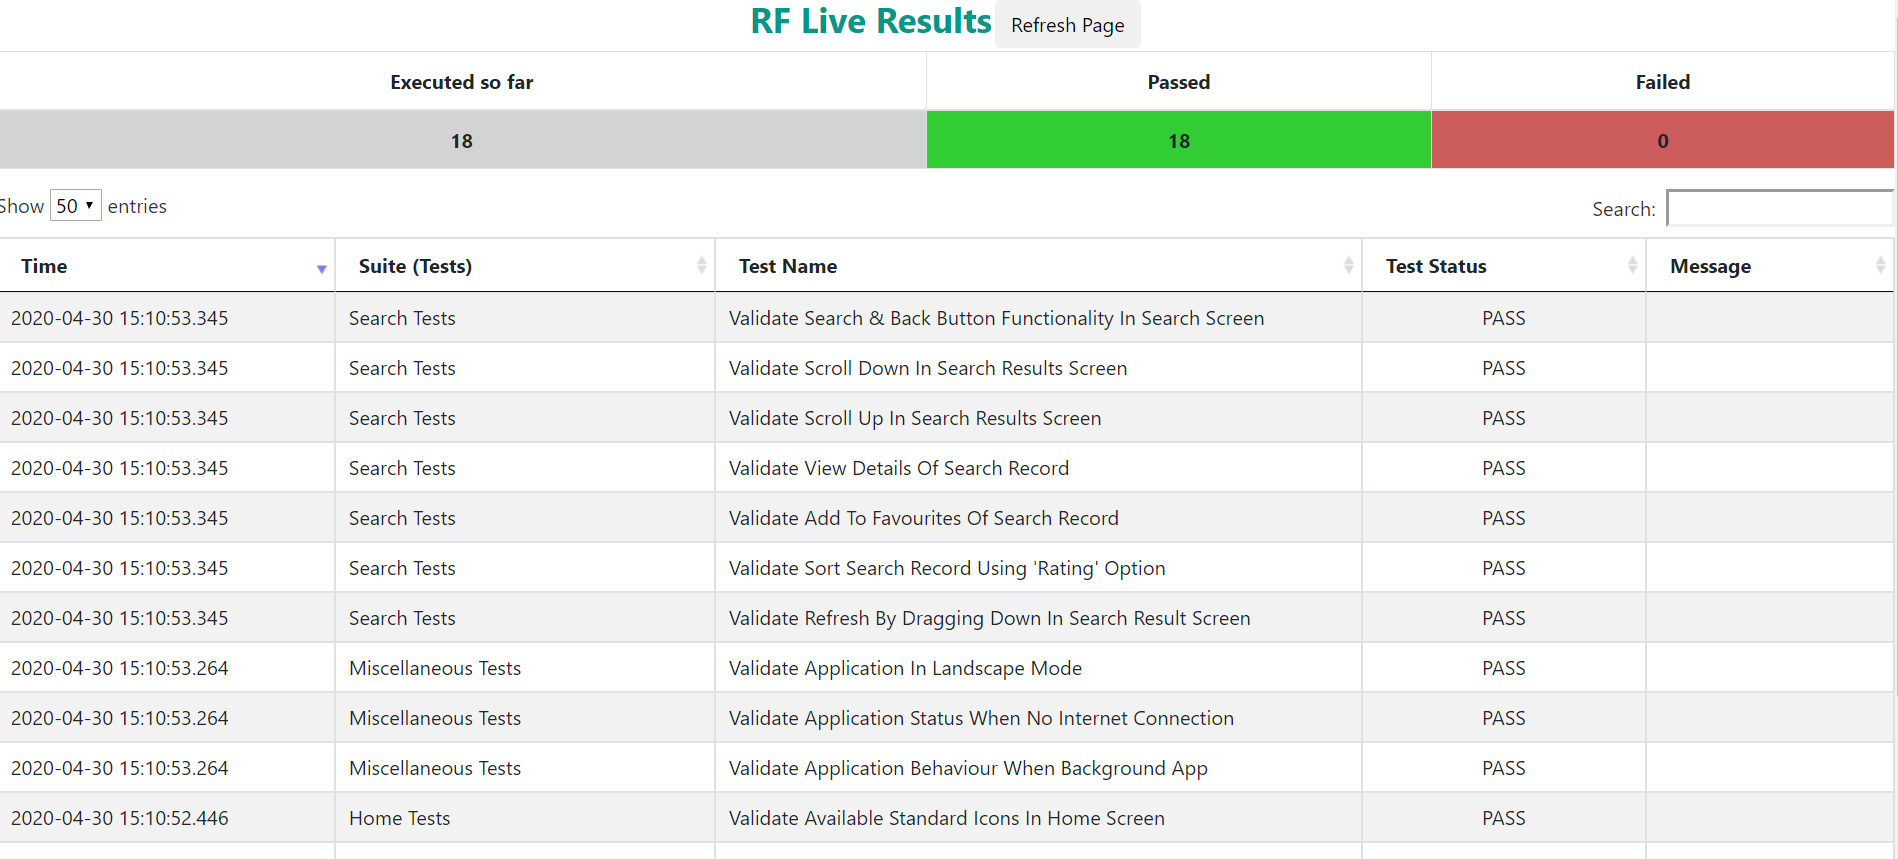 RF Live Results Refresh Page
Executed so far Passed Failed
18 18 0
Show 50 entries Search:
Time Suite (Tests) Test Name Test Status Message
2020-04-30 15:10:53.345 Search Tests Validate Search & Back Button Functionality In Search Screen PASS
2020-04-30 15:10:53.345 Search Tests Validate Scroll Down In Search Results Screen PASS
2020-04-30 15:10:53.345 Search Tests Validate Scroll Up In Search Results Screen PASS
2020-04-30 15:10:53.345 Search Tests Validate View Details Of Search Record PASS
2020-04-30 15:10:53.345 Search Tests Validate Add To Favourites Of Search Record PASS
2020-04-30 15:10:53.345 Search Tests Validate Sort Search Record Using 'Rating' Option PASS
2020-04-30 15:10:53.345 Search Tests Validate Refresh By Dragging Down In Search Result Screen PASS
2020-04-30 15:10:53.264 Miscellaneous Tests Validate Application In Landscape Mode PASS
2020-04-30 15:10:53.264 Miscellaneous Tests Validate Application Status When No Internet Connection PASS
2020-04-30 15:10:53.264 Miscellaneous Tests Validate Application Behaviour When Background App PASS
2020-04-30 15:10:52.446 Home Tests Validate Available Standard Icons In Home Screen PASS